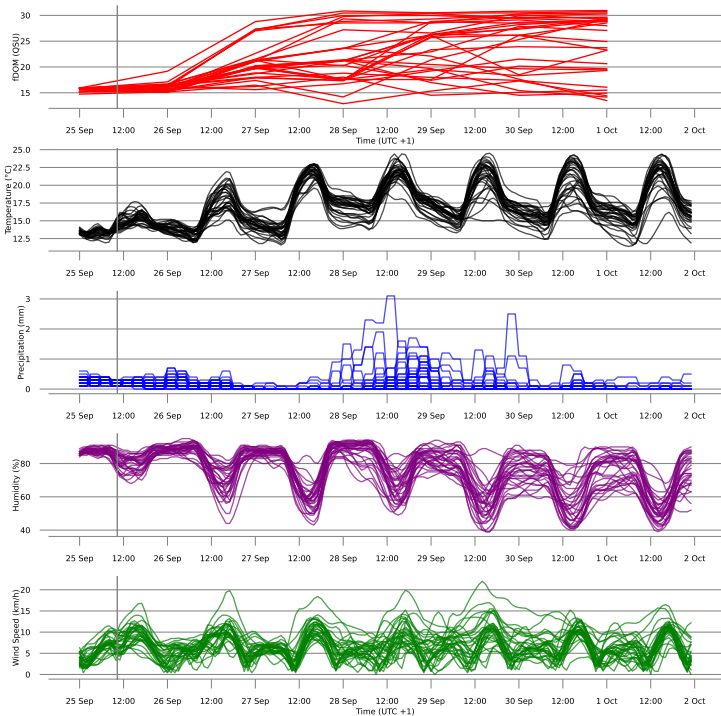 fDOM (QSU)
30
25
20
15
25 Sep 12:00 26 Sep 12:00 27 Sep 12:00 28 Sep 12:00 29 Sep 12:00 30 Sep 12:00 1 Oct 12:00 2 Oct
Time (UTC +1)
Temperature (°C)
25.0
22.5
20.0
17.5
15.0
12.5
25 Sep 12:00 26 Sep 12:00 27 Sep 12:00 28 Sep 12:00 29 Sep 12:00 30 Sep 12:00 1 Oct 12:00 2 Oct
Precipitation (mm)
3
2
1
0
25 Sep 12:00 26 Sep 12:00 27 Sep 12:00 28 Sep 12:00 29 Sep 12:00 30 Sep 12:00 1 Oct 12:00 2 Oct
Humidity (%)
80
60
40
25 Sep 12:00 26 Sep 12:00 27 Sep 12:00 28 Sep 12:00 29 Sep 12:00 30 Sep 12:00 1 Oct 12:00 2 Oct
Wind Speed (km/h)
20
15
10
5
0
25 Sep 12:00 26 Sep 12:00 27 Sep 12:00 28 Sep 12:00 29 Sep 12:00 30 Sep 12:00 1 Oct 12:00 2 Oct
Time (UTC +1)